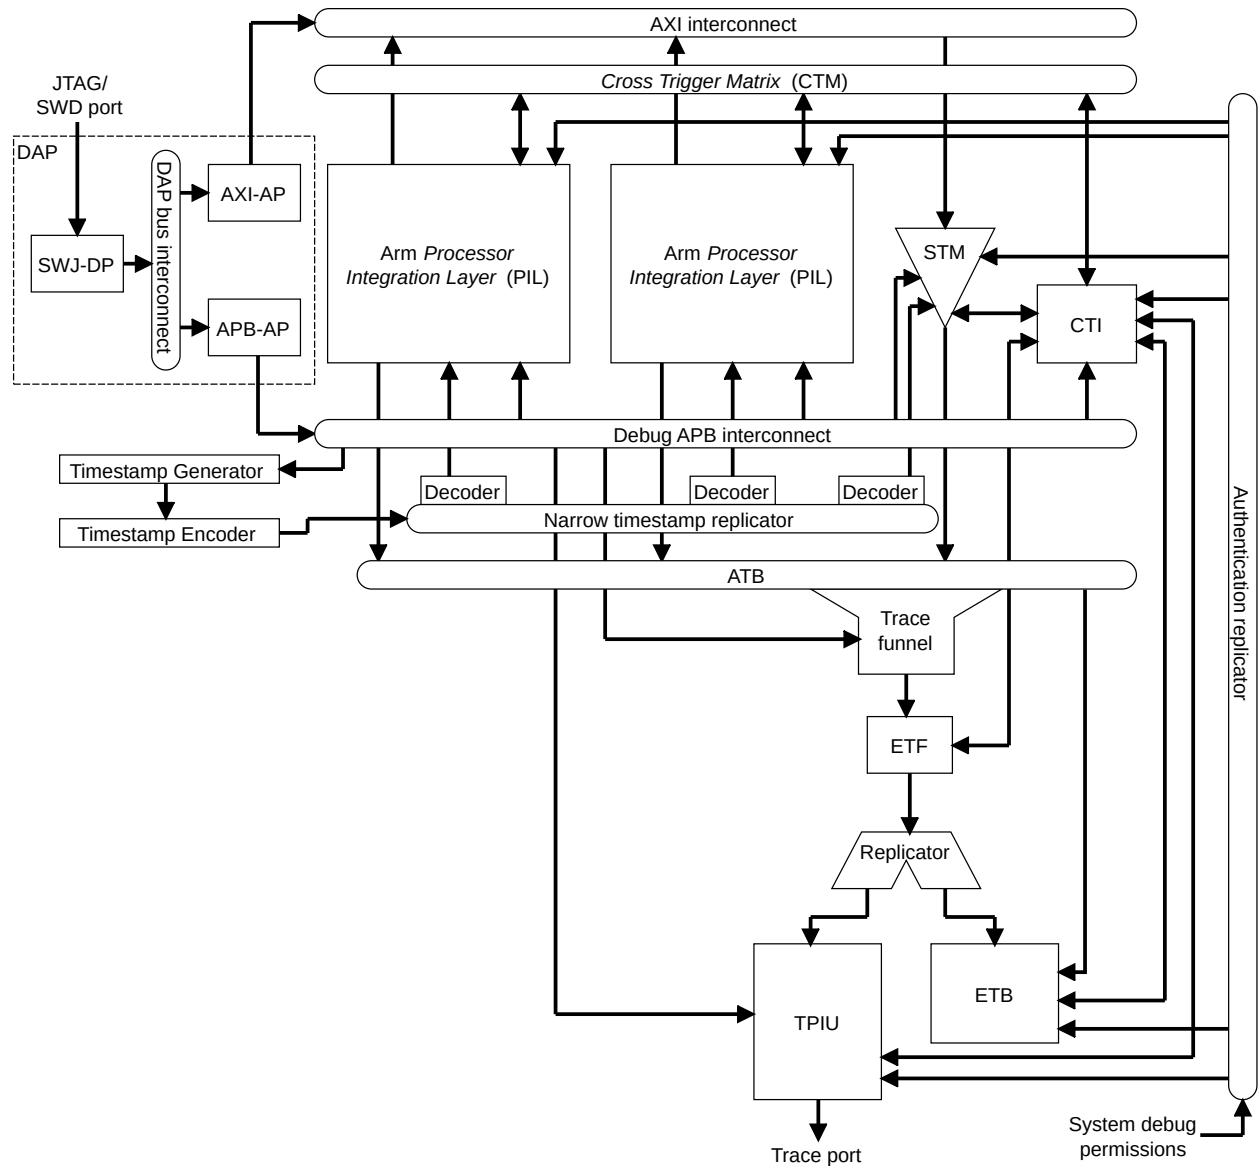 AXI interconnect
Cross Trigger Matrix (CTM)
JTAG/
SWD port
DAP
DAP bus interconnect
AXI-AP
SWJ-DP
APB-AP
Arm Processor
Integration Layer (PIL)
Arm Processor
Integration Layer (PIL)
STM
CTI
Debug APB interconnect
Timestamp Generator
Decoder
Decoder
Decoder
Narrow timestamp replicator
Timestamp Encoder
ATB
Authentication replicator
Trace
funnel
ETF
Replicator
ETB
TPIU
System debug
permissions
Trace port